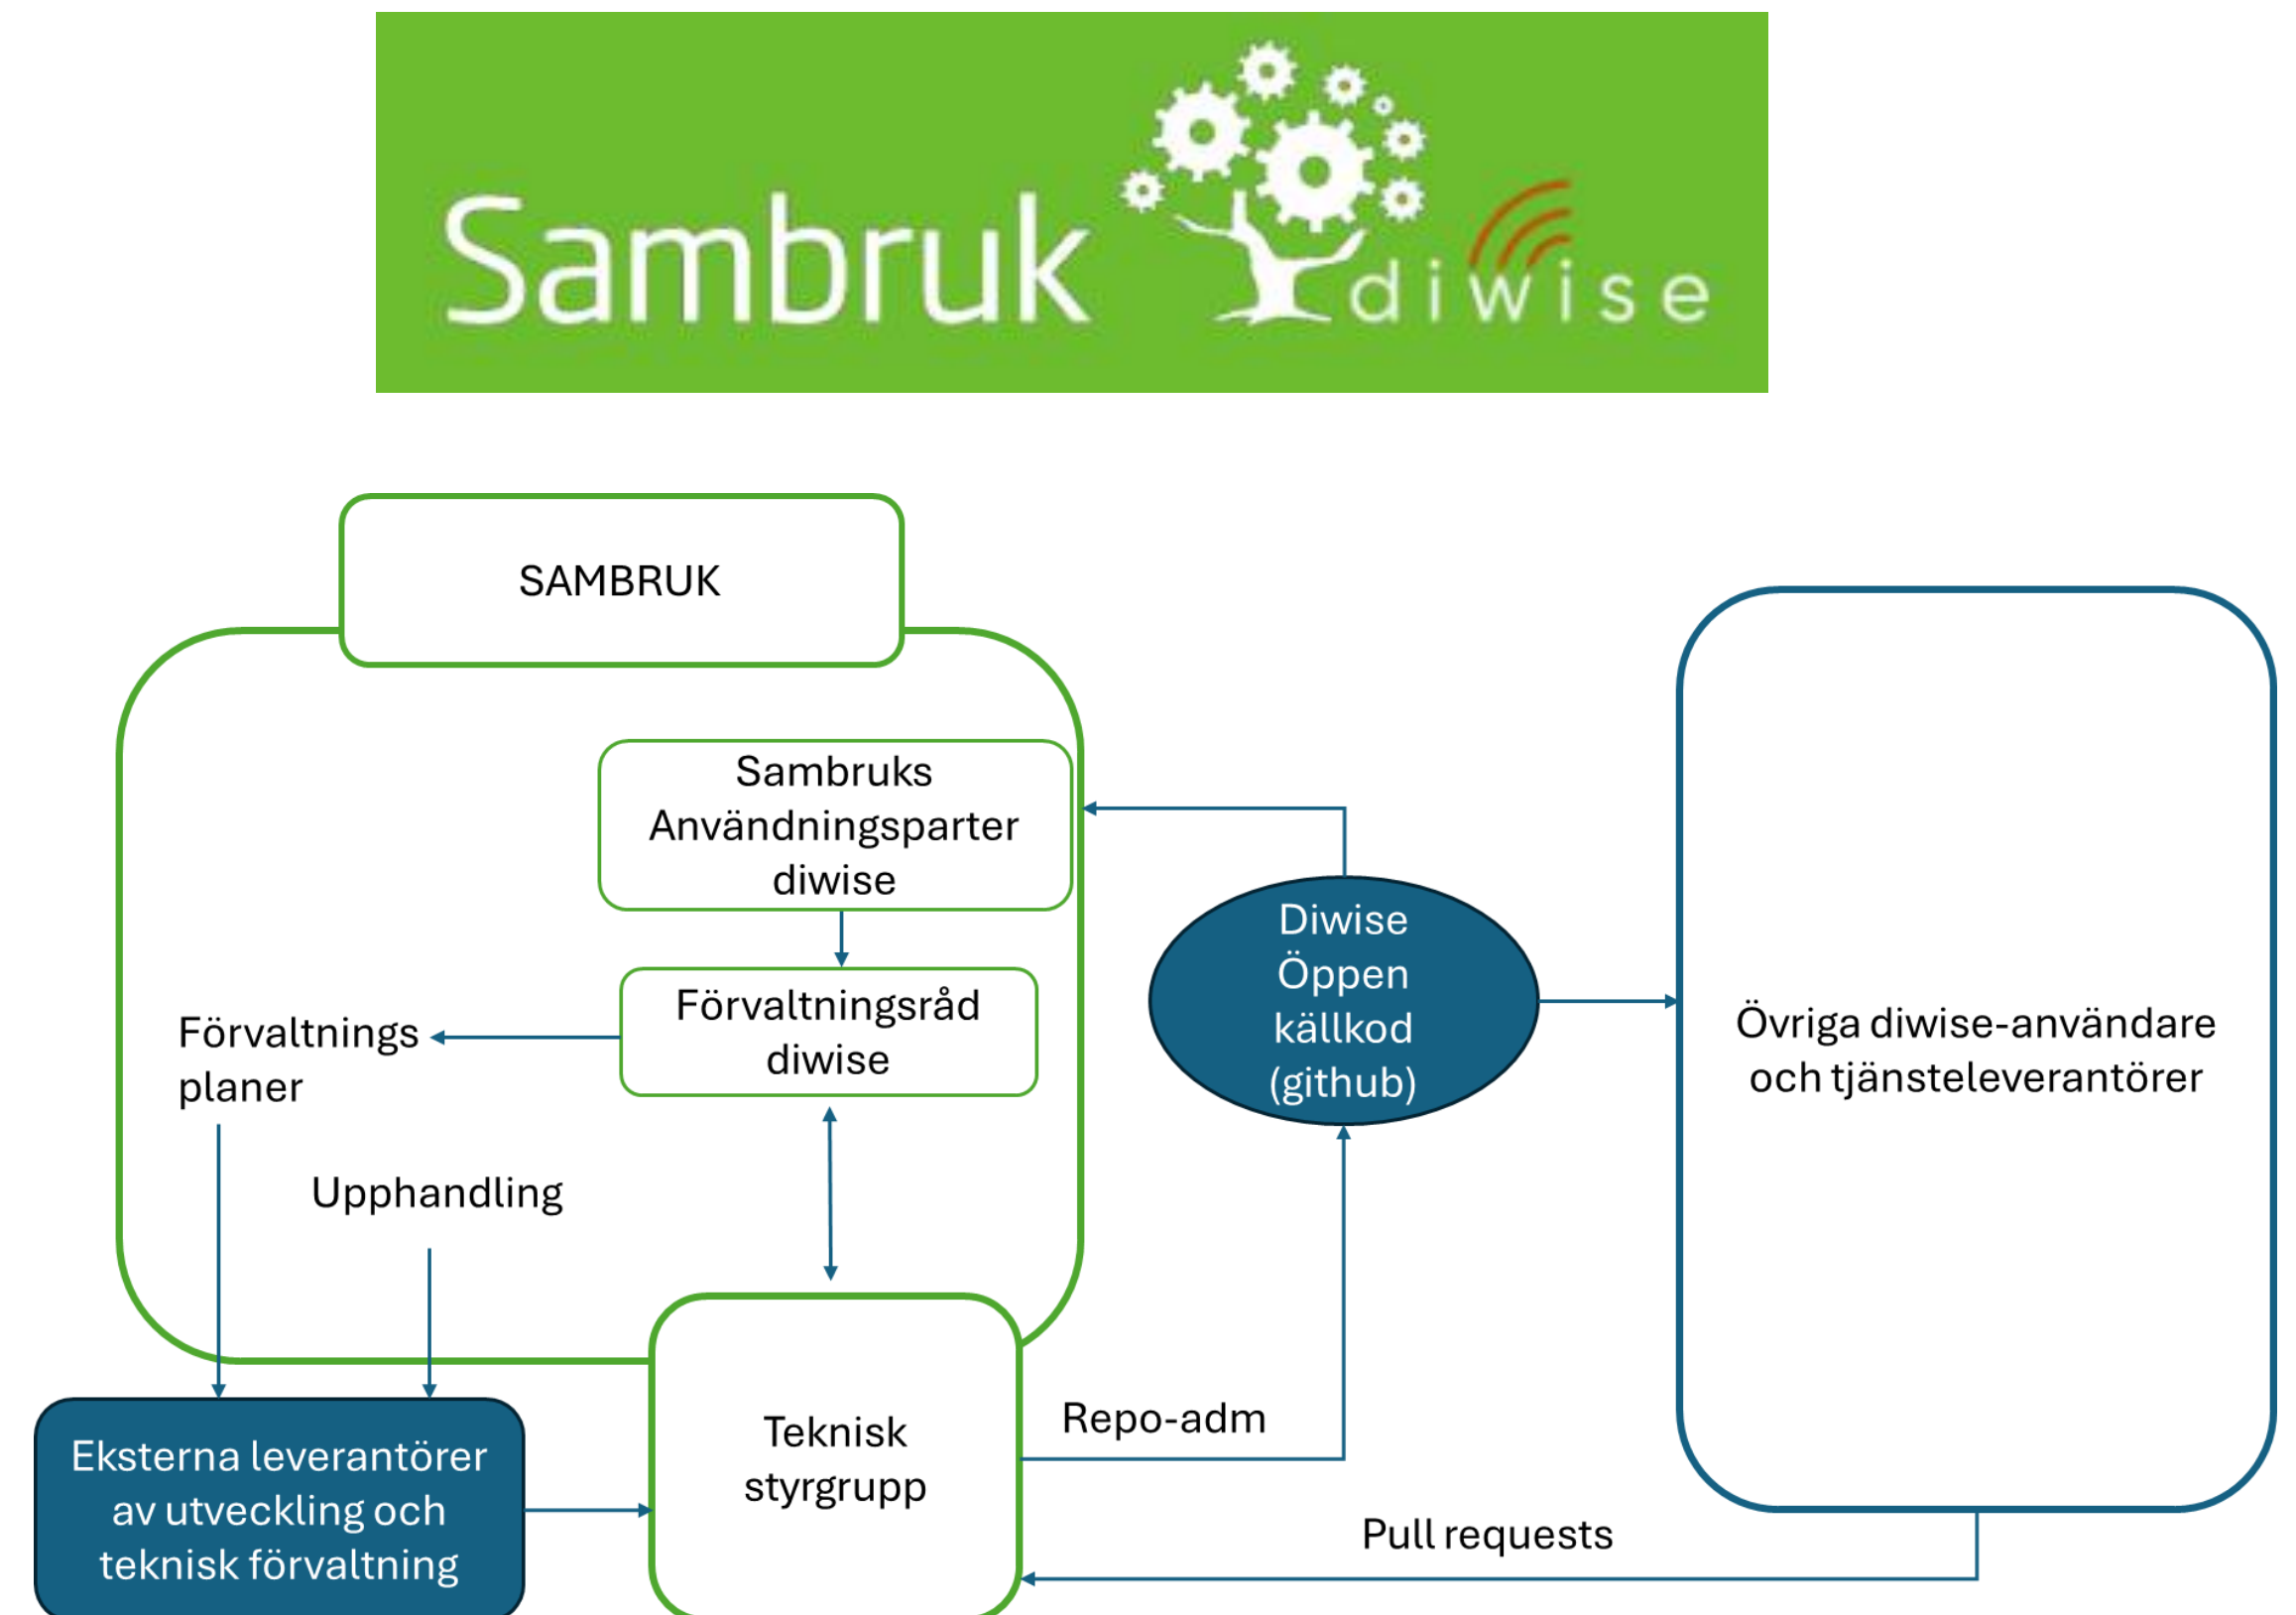 Sambruk
diwise
SAMBRUK
Sambruks
Användningsparter
diwise
Förvaltningsråd
diwise
Förvaltnings
planer
Upphandling
Diwise
Öppen
källkod
(github)
Övriga diwise-användare
och tjänsteleverantörer
Eksterna leverantörer
av utveckling och
teknisk förvaltning
Teknisk
styrgrupp
Repo-adm
Pull requests